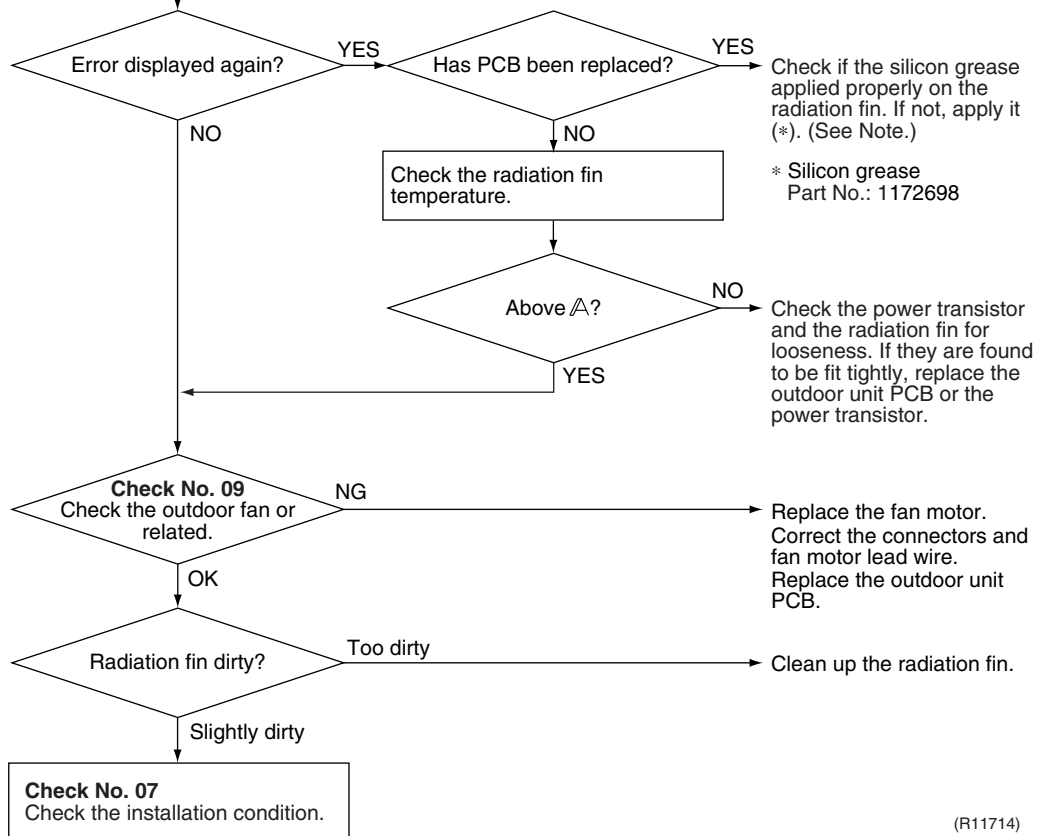 Error displayed again?
YES
Has PCB been replaced?
YES
Check if the silicon grease
applied properly on the
radiation fin. If not, apply it
(*). (See Note.)
* Silicon grease
Part No.: 1172698
NO
NO
Check the radiation fin
temperature.
Above 𝔸?
NO
Check the power transistor
and the radiation fin for
looseness. If they are found
to be fit tightly, replace the
outdoor unit PCB or the
power transistor.
YES
Check No. 09
Check the outdoor fan or
related.
NG
Replace the fan motor.
Correct the connectors and
fan motor lead wire.
Replace the outdoor unit
PCB.
OK
Radiation fin dirty?
Too dirty
Clean up the radiation fin.
Slightly dirty
Check No. 07
Check the installation condition.
(R11714)